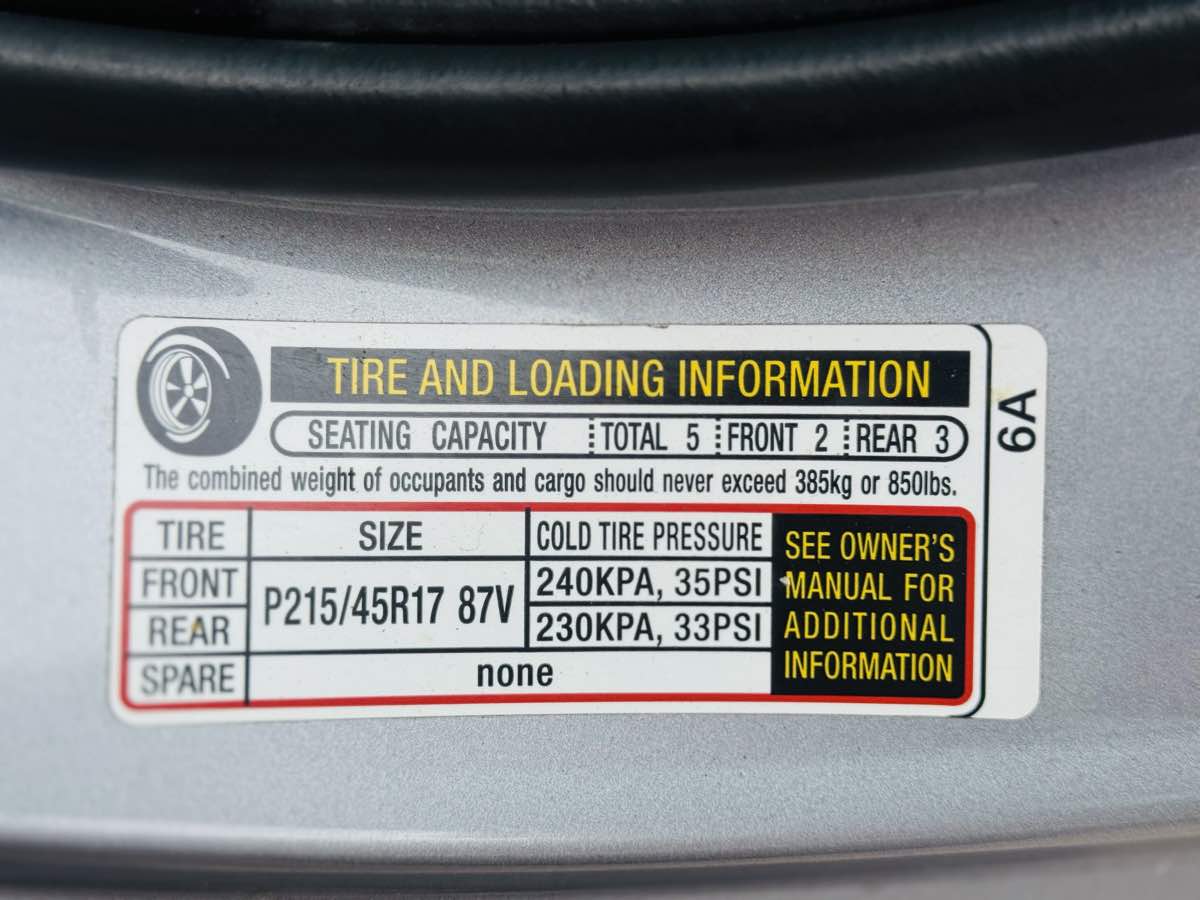 TIRE AND LOADING INFORMATION
SEATING CAPACITY TOTAL 5 FRONT 2 REAR 3
The combined weight of occupants and cargo should never exceed 385kg or 850lbs.
TIRE SIZE COLD TIRE PRESSURE
FRONT P215/45R17 87V 240KPA, 35PSI
REAR 230KPA, 33PSI
SPARE none
SEE OWNER'S
MANUAL FOR
ADDITIONAL
INFORMATION
6A